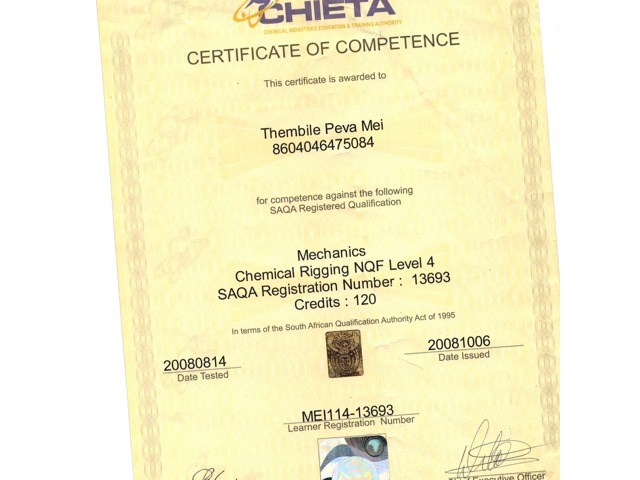 CHIETA
CHEMICAL INDUSTRIES EDUCATION & TRAINING AUTHORITY
CERTIFICATE OF COMPETENCE
This certificate is awarded to
Thembile Peva Mei
8604046475084
for competence against the following
SAQA Registered Qualification
Mechanics
Chemical Rigging NQF Level 4
SAQA Registration Number : 13693
Credits : 120
In terms of the South African Qualification Authority Act of 1995
20080814
Date Tested
20081006
Date Issued
MEI114-13693
Learner Registration Number
Executive Officer